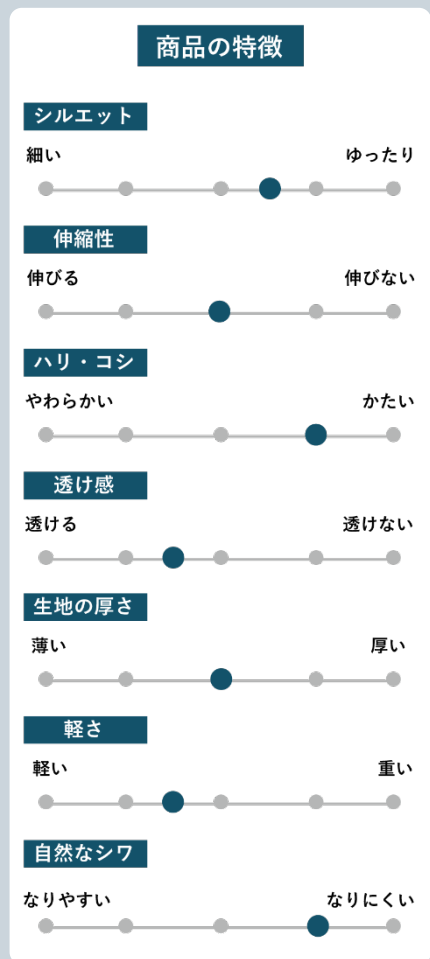 商品の特徴
シルエット
細い ゆったり
伸縮性
伸びる 伸びない
ハリ・コシ
やわらかい かたい
透け感
透ける 透けない
生地の厚さ
薄い 厚い
軽さ
軽い 重い
自然なシワ
なりやすい なりにくい